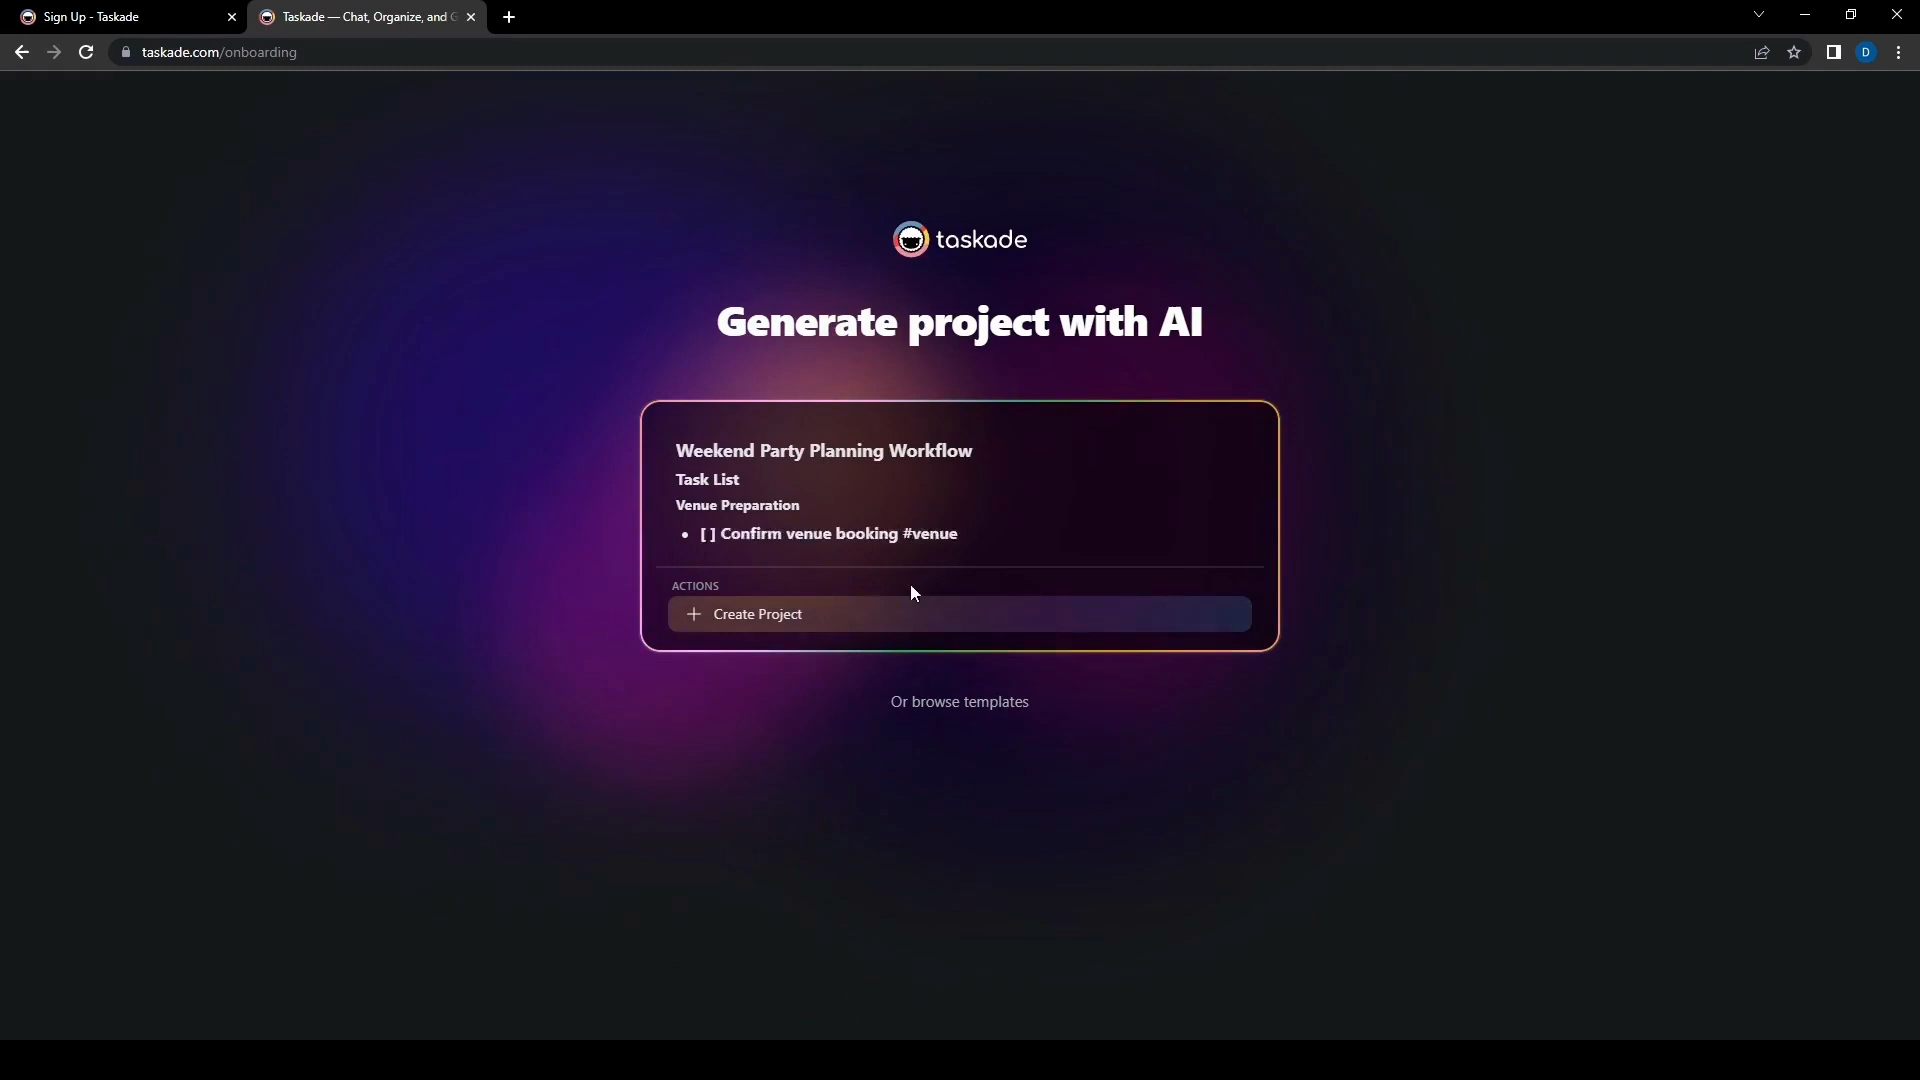 Sign Up - Taskade
Taskade — Chat, Organize, and G
taskade.com/onboarding
D
taskade
Generate project with AI
Weekend Party Planning Workflow
Task List
Venue Preparation
• [ ] Confirm venue booking #venue
ACTIONS
+ Create Project
Or browse templates